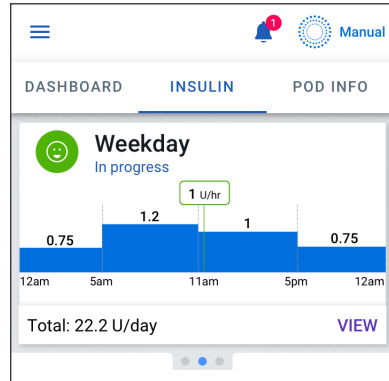 1
Manual
DASHBOARD INSULIN POD INFO
Weekday
In progress
1 U/hr
0.75 1.2 1 0.75
12am 5am 11am 5pm 12am
Total: 22.2 U/day VIEW